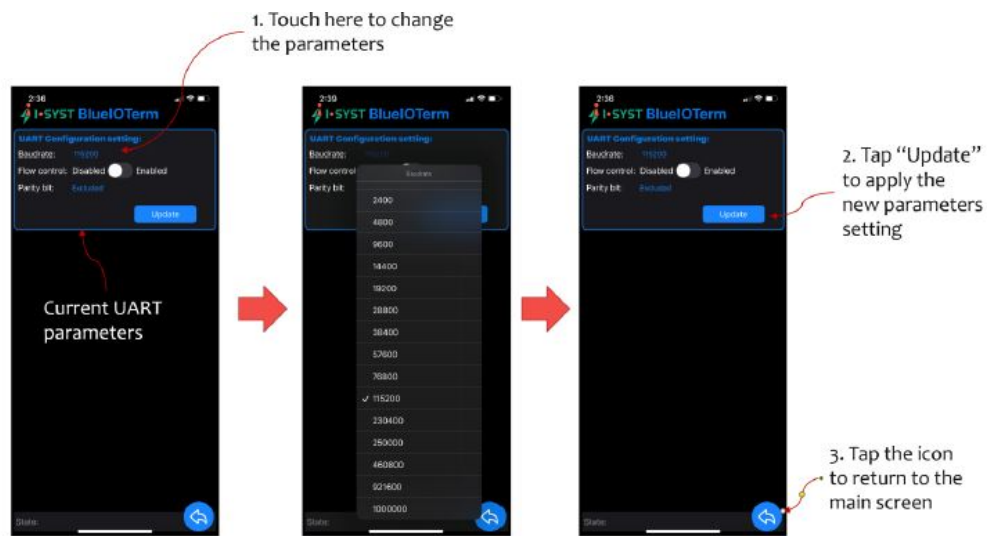 1. Touch here to change
the parameters
2:36
I-SYST BlueIOTerm
UART Configuration setting:
Baudrate: 115200
Flow control: Disabled Enabled
Parity bit: Excluded
Update
Current UART
parameters
State:
2:39
I-SYST BlueIOTerm
UART Configuration setting:
Baudrate:
Flow control
Parity bit:
Baudrate
2400
4800
9600
14400
19200
28800
38400
57600
76800
✓ 115200
230400
250000
460800
921600
1000000
State:
2:36
I-SYST BlueIOTerm
UART Configuration setting:
Baudrate: 115200
Flow control: Disabled Enabled
Parity bit: Excluded
Update
State:
2. Tap “Update”
to apply the
new parameters
setting
3. Tap the icon
to return to the
main screen